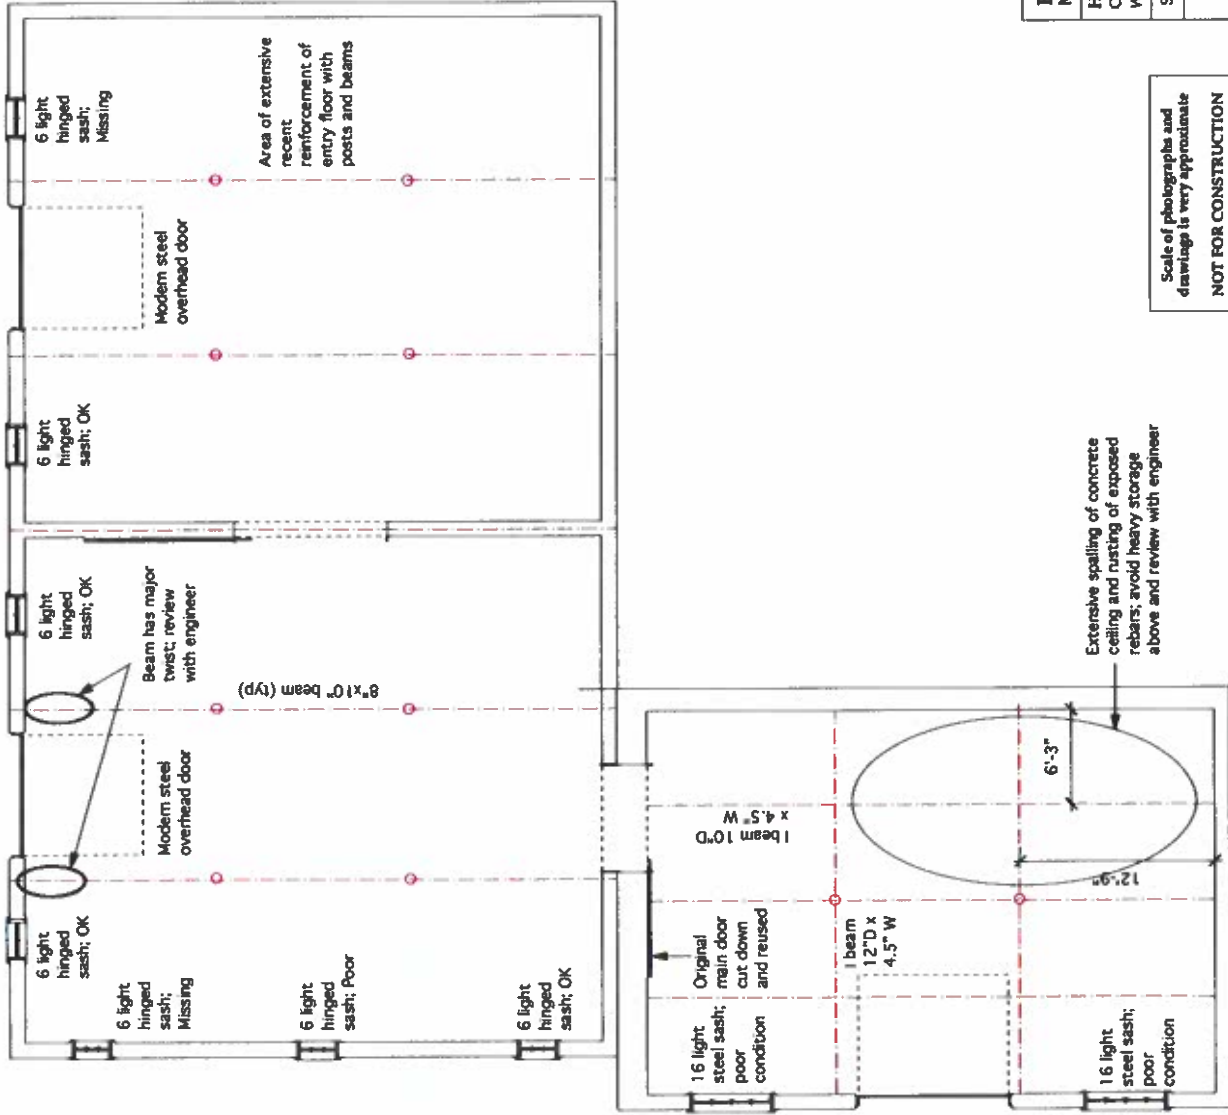 6 light
hinged
sash;
Missing
Area of extensive
recent
reinforcement of
entry floor with
posts and beams
Modern steel
overhead door
6 light
hinged
sash; OK
6 light
hinged
sash; OK
Beam has major
twist; review
with engineer
8"x10" beam (typ)
Modern steel
overhead door
6 light
hinged
sash; OK
6 light
hinged
sash;
Missing
6 light
hinged
sash; Poor
6 light
hinged
sash; OK
Scale of photographs and
drawings is very approximate
NOT FOR CONSTRUCTION
Extensive spalling of concrete
ceiling and rusting of exposed
rebars; avoid heavy storage
above and review with engineer
6'-3"
I beam 10"D
x 4.5" W
12'-9"
Original
main door
cut down
and reused
I beam
12"D x
4.5" W
16 light
steel sash;
poor
condition
16 light
steel sash;
poor
condition